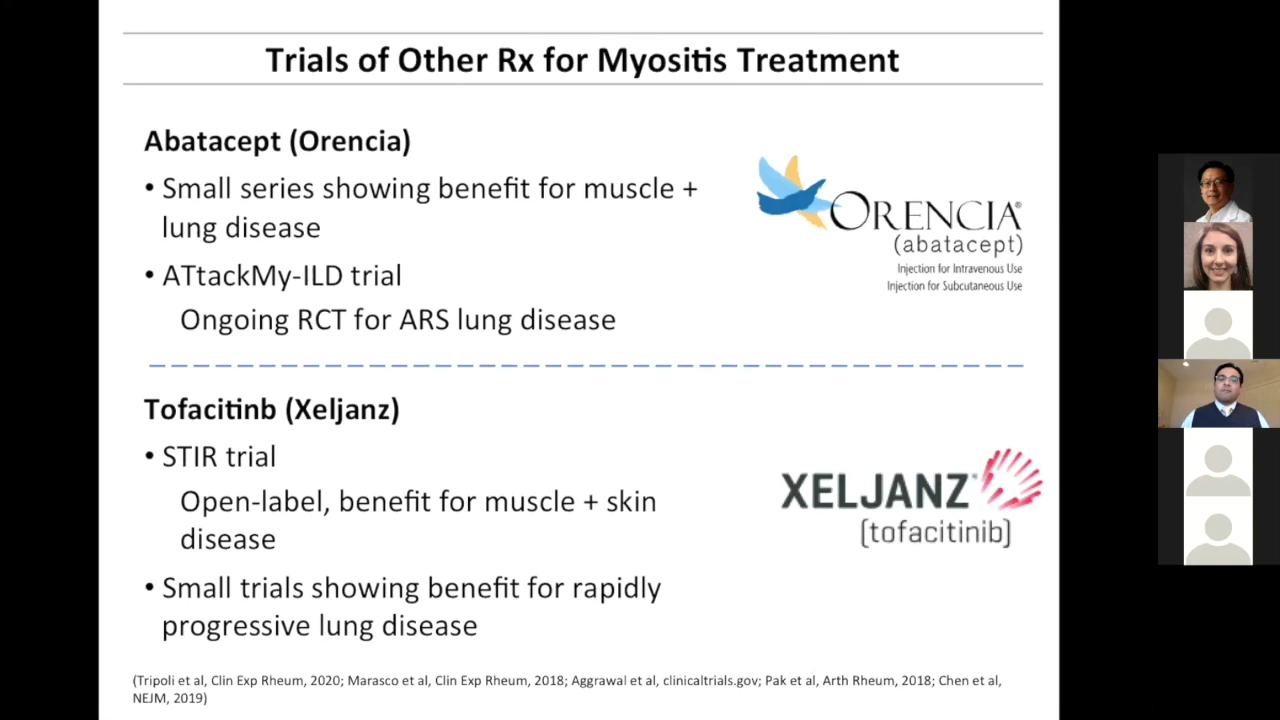 Trials of Other Rx for Myositis Treatment
Abatacept (Orencia)
• Small series showing benefit for muscle +
lung disease
• ATtackMy-ILD trial
Ongoing RCT for ARS lung disease
ORENCIA®
(abatacept)
Injection for Intravenous Use
Injection for Subcutaneous Use
Tofacitinb (Xeljanz)
• STIR trial
Open-label, benefit for muscle + skin
disease
• Small trials showing benefit for rapidly
progressive lung disease
XELJANZ®
[tofacitinib]
(Tripoli et al, Clin Exp Rheum, 2020; Marasco et al, Clin Exp Rheum, 2018; Aggrawal et al, clinicaltrials.gov; Pak et al, Arth Rheum, 2018; Chen et al,
NEJM, 2019)